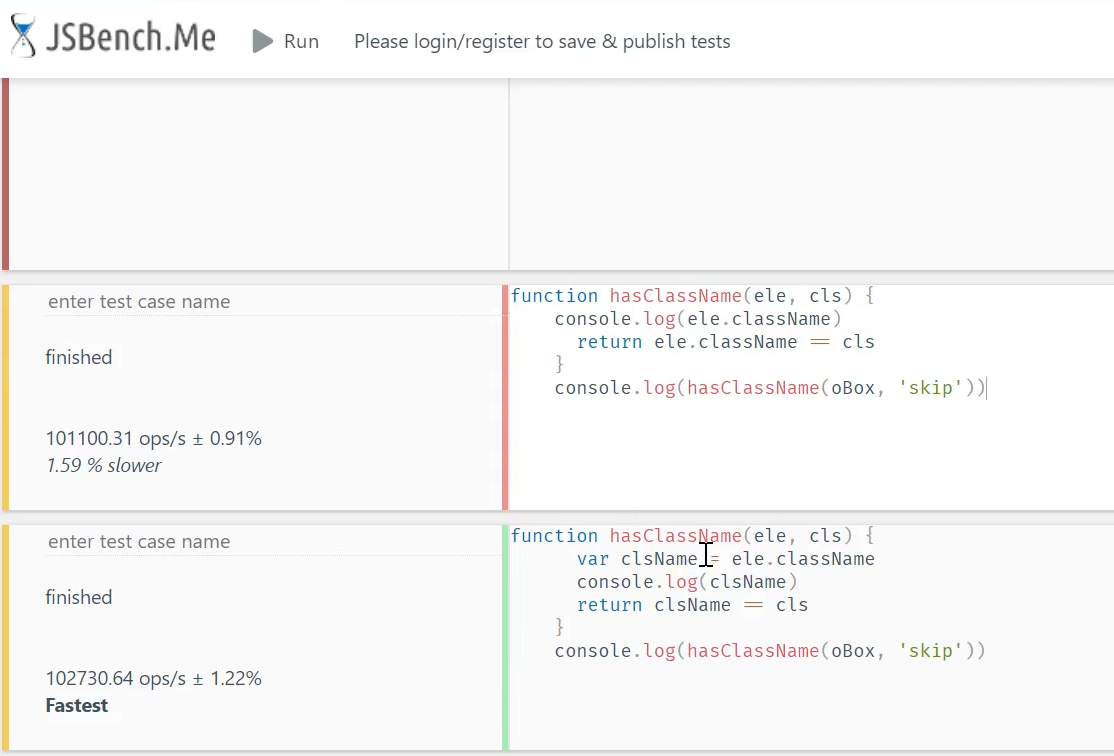 JSBench.Me Run Please login/register to save & publish tests
enter test case name
finished
101100.31 ops/s ± 0.91%
1.59 % slower
function hasClassName(ele, cls) {
console.log(ele.className)
return ele.className == cls
}
console.log(hasClassName(oBox, 'skip'))
enter test case name
finished
102730.64 ops/s ± 1.22%
Fastest
function hasClassName(ele, cls) {
var clsName = ele.className
console.log(clsName)
return clsName == cls
}
console.log(hasClassName(oBox, 'skip'))